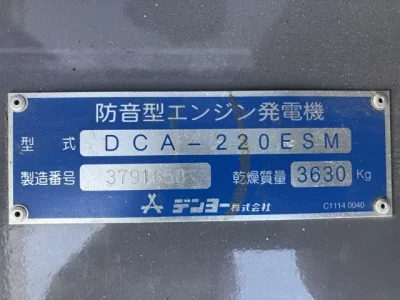 防音型エンジン発電機
型式 DCA-220ESM
製造番号 乾燥質量 3630 Kg
デンヨー株式会社
C1114 0040